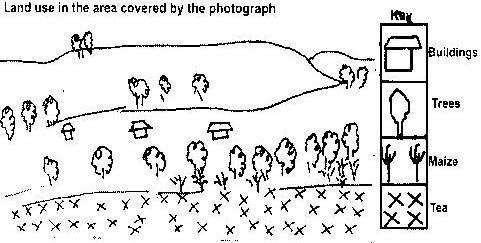 Land use in the area covered by the photograph
Key
Buildings
Trees
Maize
Tea